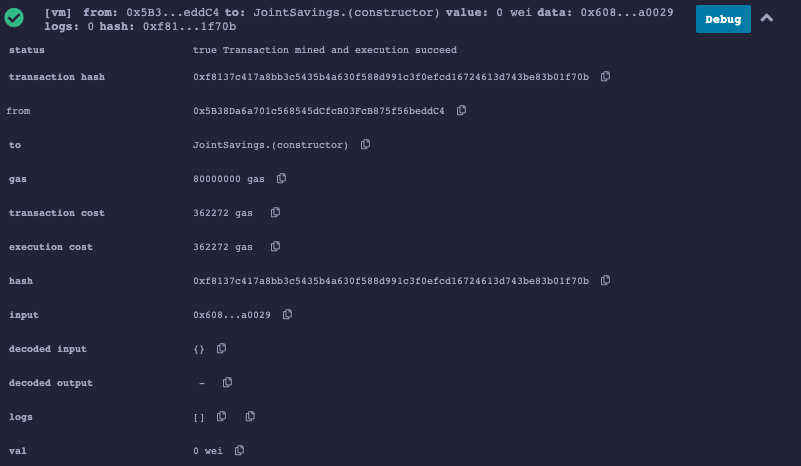 [vm] from: 0x5B3...eddC4 to: JointSavings.(constructor) value: 0 wei data: 0x608...a0029
logs: 0 hash: 0xf81...1f70b
Debug
status true Transaction mined and execution succeed
transaction hash 0xf8137c417a8bb3c5435b4a630f588d991c3f0efcd16724613d743be83b01f70b
from 0x5B38Da6a701c568545dCfcB03FcB875f56beddC4
to JointSavings.(constructor)
gas 80000000 gas
transaction cost 362272 gas
execution cost 362272 gas
hash 0xf8137c417a8bb3c5435b4a630f588d991c3f0efcd16724613d743be83b01f70b
input 0x608...a0029
decoded input {}
decoded output -
logs []
val 0 wei